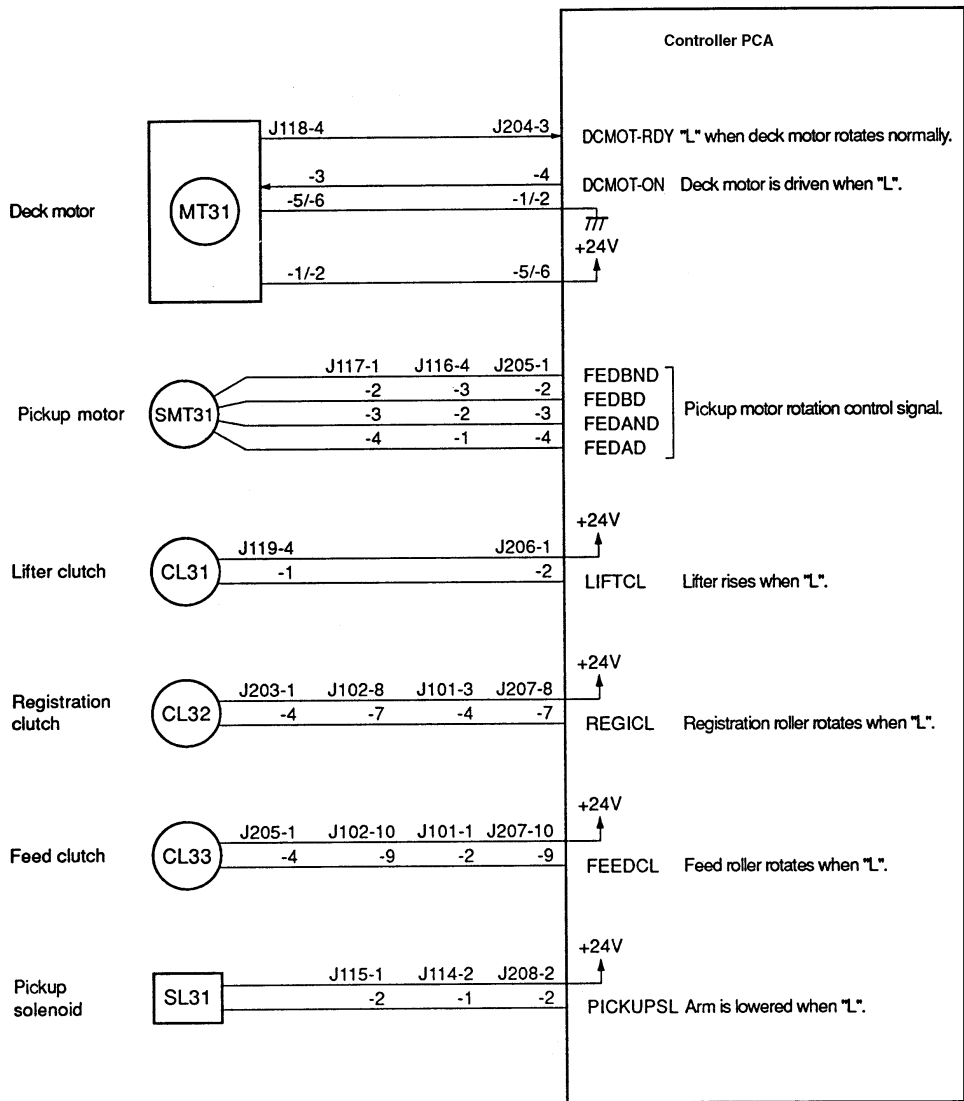 Controller PCA
J118-4 J204-3 DCMOT-RDY "L" when deck motor rotates normally.
-3 -4 DCMOT-ON Deck motor is driven when "L".
Deck motor MT31 -5/-6 -1/-2
+24V
-1/-2 -5/-6
J117-1 J116-4 J205-1 FEDBND
-2 -3 -2 FEDBD
Pickup motor SMT31 -3 -2 -3 FEDAND Pickup motor rotation control signal.
-4 -1 -4 FEDAD
+24V
J119-4 J206-1
Lifter clutch CL31 -1 -2 LIFTCL Lifter rises when "L".
+24V
J203-1 J102-8 J101-3 J207-8
Registration
clutch CL32 -4 -7 -4 -7 REGICL Registration roller rotates when "L".
+24V
J205-1 J102-10 J101-1 J207-10
Feed clutch CL33 -4 -9 -2 -9 FEEDCL Feed roller rotates when "L".
+24V
J115-1 J114-2 J208-2
Pickup
solenoid SL31 -2 -1 -2 PICKUPSL Arm is lowered when "L".